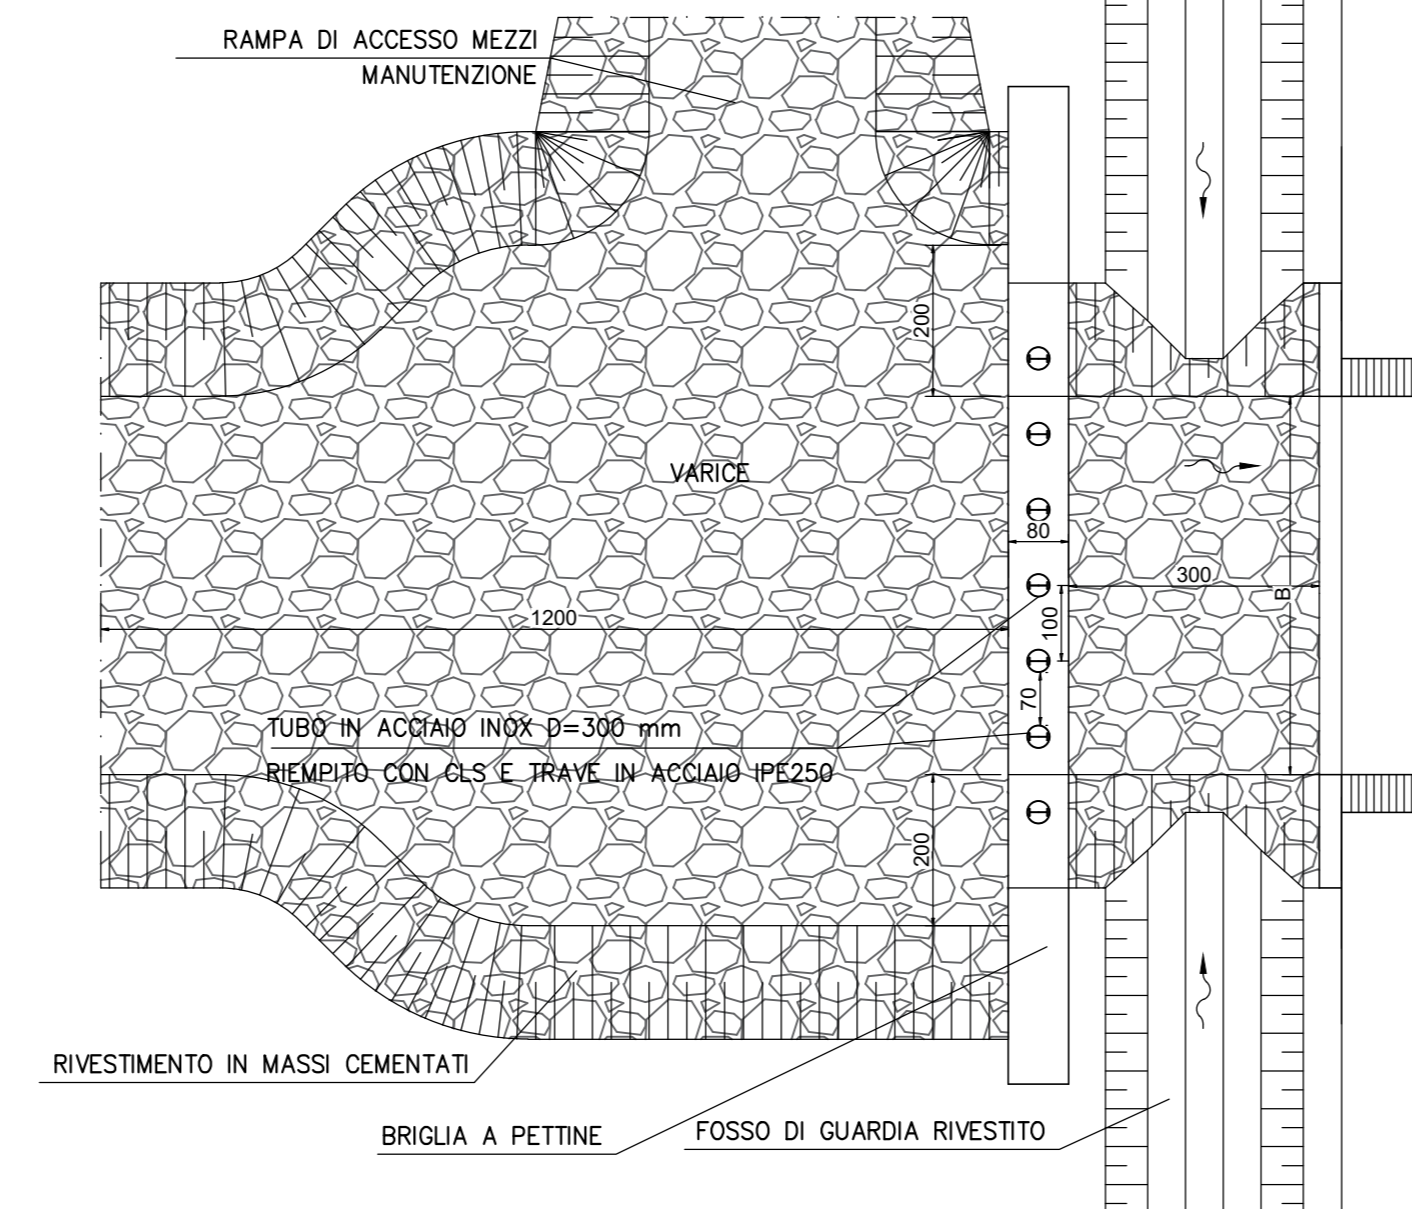 RAMPA DI ACCESSO MEZZI
MANUTENZIONE
200
VARICE
80
300
B
1200
100
70
TUBO IN ACCIAIO INOX D=300 mm
RIEMPITO CON CLS E TRAVE IN ACCIAIO IPE250
200
RIVESTIMENTO IN MASSI CEMENTATI
BRIGLIA A PETTINE
FOSSO DI GUARDIA RIVESTITO